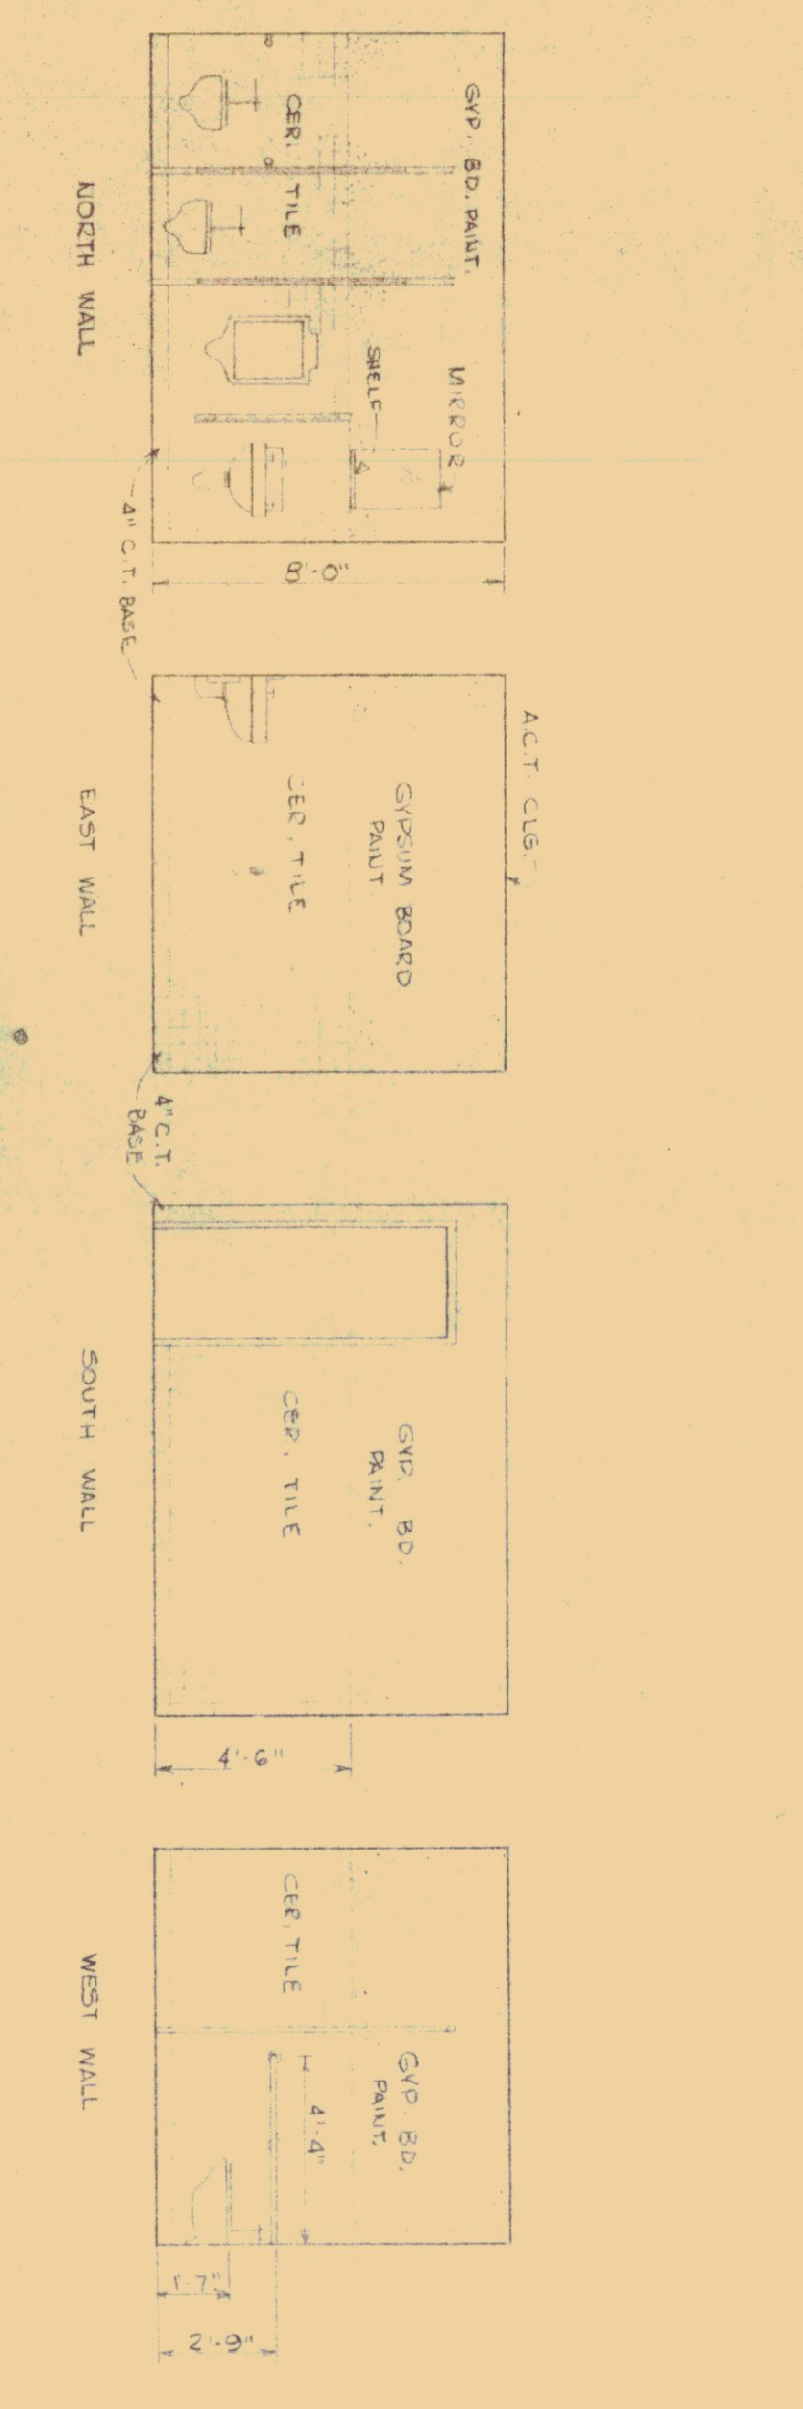 GYP. BD. PAINT.
CER. TILE
MIRROR
SHELF
8'-0"
4" C.T. BASE
NORTH WALL
A.C.T. CLG.
GYPSUM BOARD
PAINT
CER. TILE
EAST WALL
4" C.T.
BASE
GYP. BD.
PAINT.
CER. TILE
4'-6"
SOUTH WALL
CER. TILE
GYP. BD.
PAINT.
4'-4"
1'-7"
2'-9"
WEST WALL